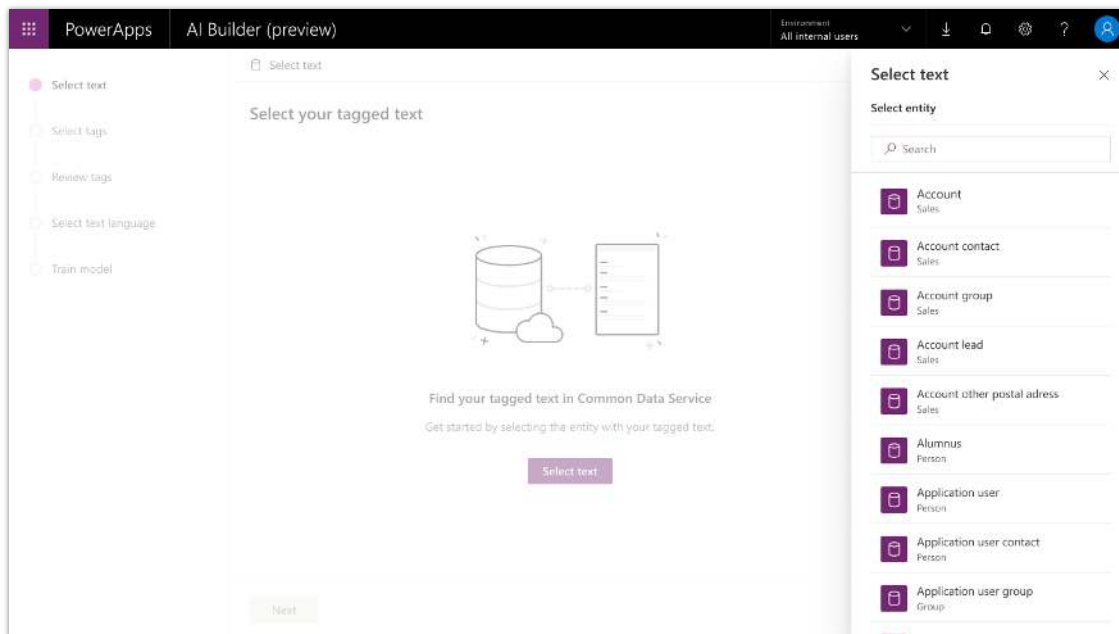 PowerApps
AI Builder (preview)
Environment
All internal users
Select text
Select tags
Review tags
Select text language
Train model
Select text
Select your tagged text
Find your tagged text in Common Data Service
Get started by selecting the entity with your tagged text.
Select text
Next
Select text
Select entity
Search
Account
Sales
Account contact
Sales
Account group
Sales
Account lead
Sales
Account other postal adress
Sales
Alumnus
Person
Application user
Person
Application user contact
Person
Application user group
Group